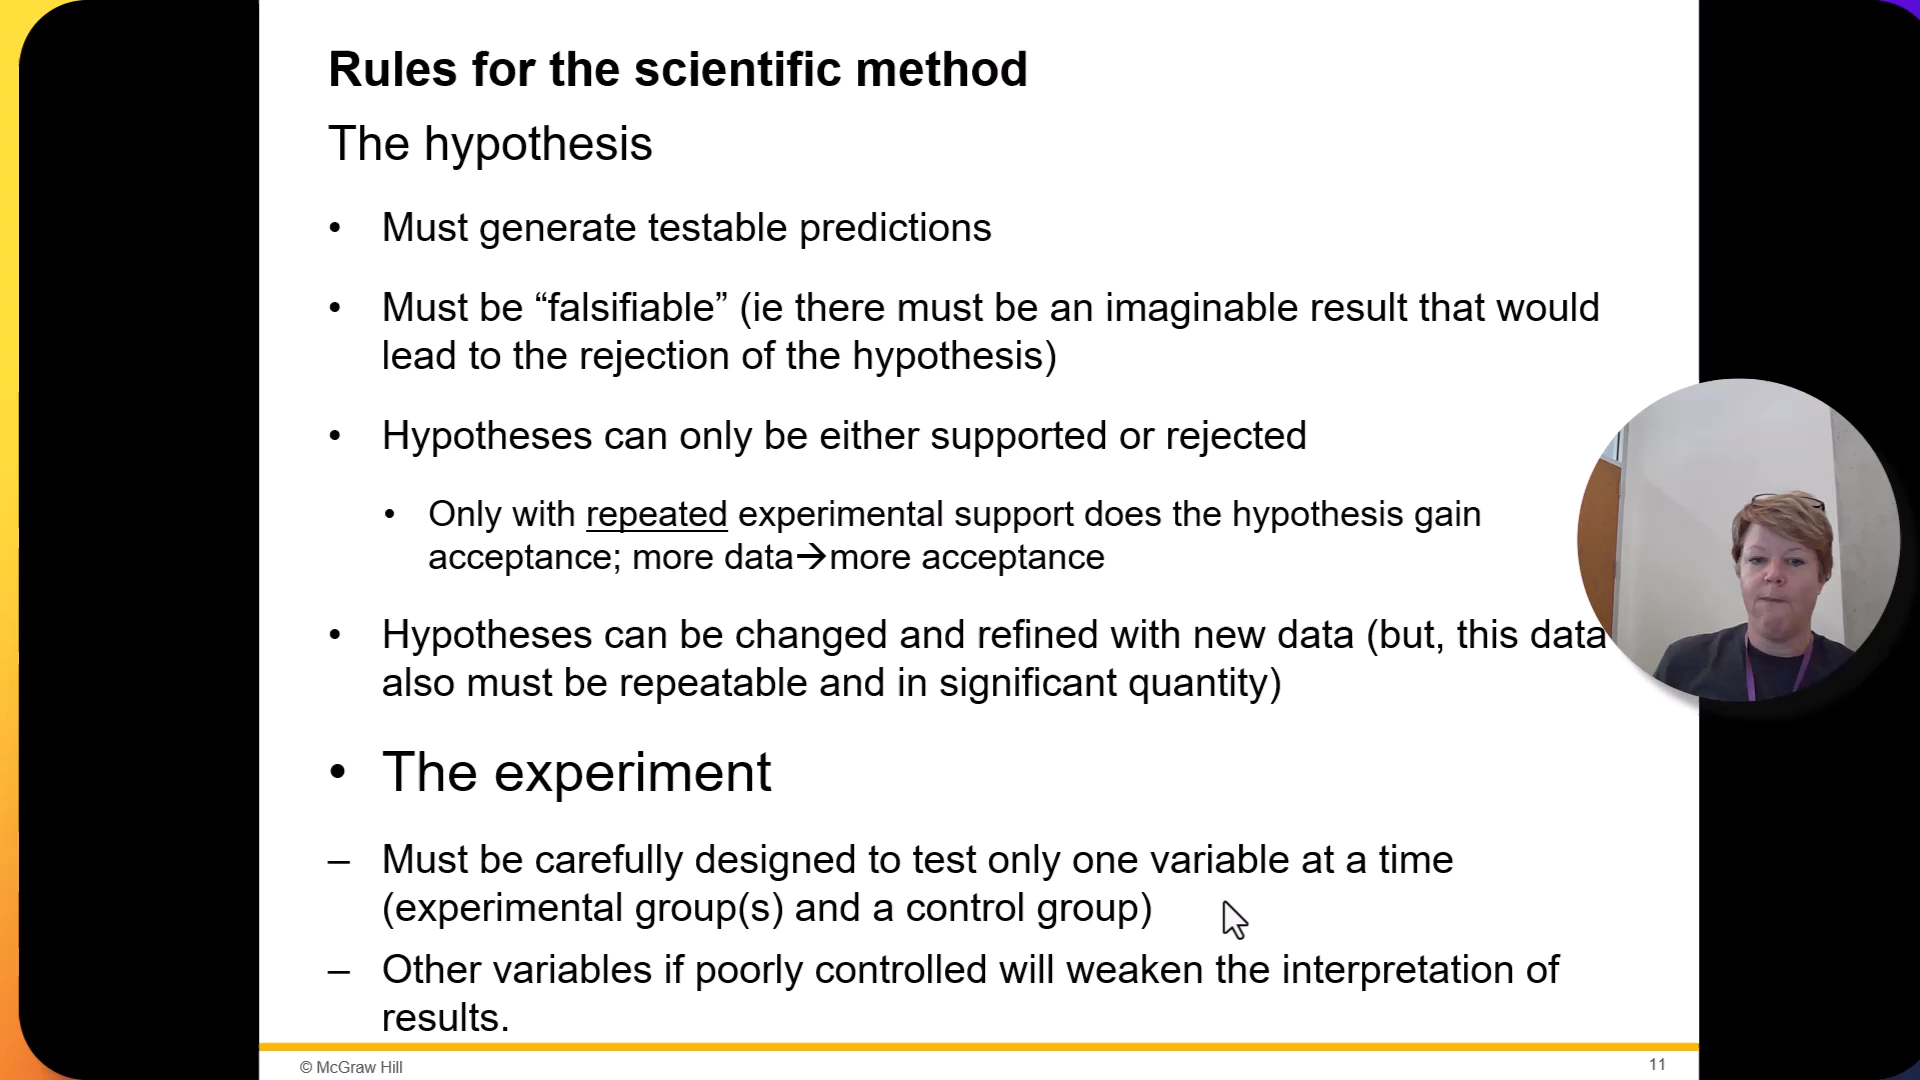 Rules for the scientific method
The hypothesis
• Must generate testable predictions
• Must be “falsifiable” (ie there must be an imaginable result that would
lead to the rejection of the hypothesis)
• Hypotheses can only be either supported or rejected
• Only with repeated experimental support does the hypothesis gain
acceptance; more data→more acceptance
• Hypotheses can be changed and refined with new data (but, this data
also must be repeatable and in significant quantity)
• The experiment
– Must be carefully designed to test only one variable at a time
(experimental group(s) and a control group)
– Other variables if poorly controlled will weaken the interpretation of
results.
© McGraw Hill
11